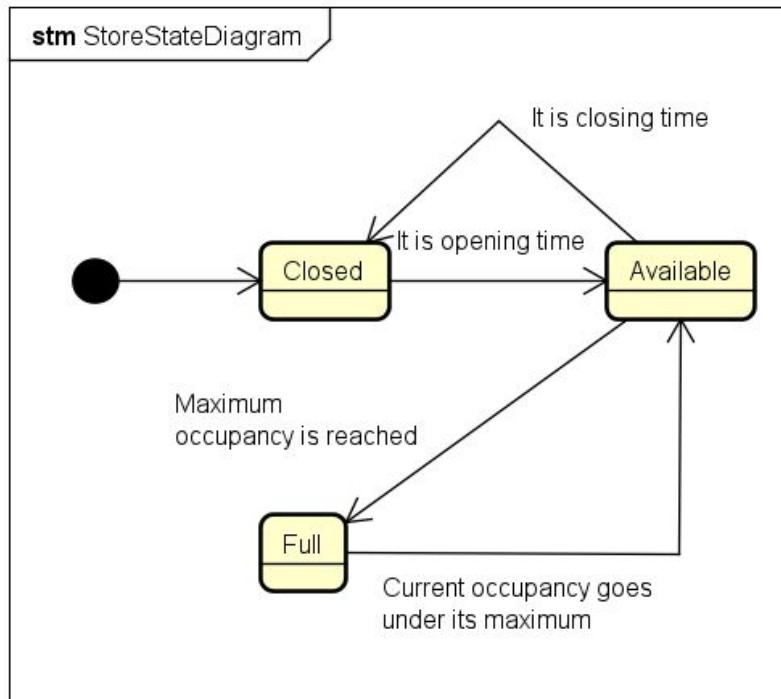 stm StoreStateDiagram
It is closing time
It is opening time
Closed
Available
Maximum
occupancy is reached
Full
Current occupancy goes
under its maximum